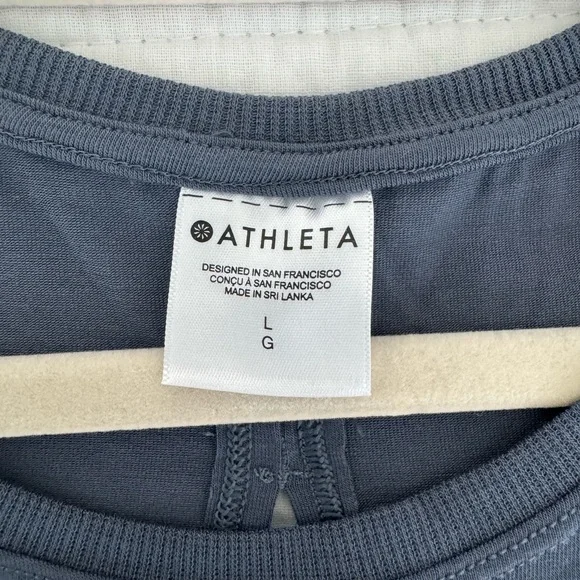 ATHLETA
DESIGNED IN SAN FRANCISCO
CONÇU À SAN FRANCISCO
MADE IN SRI LANKA
L
G